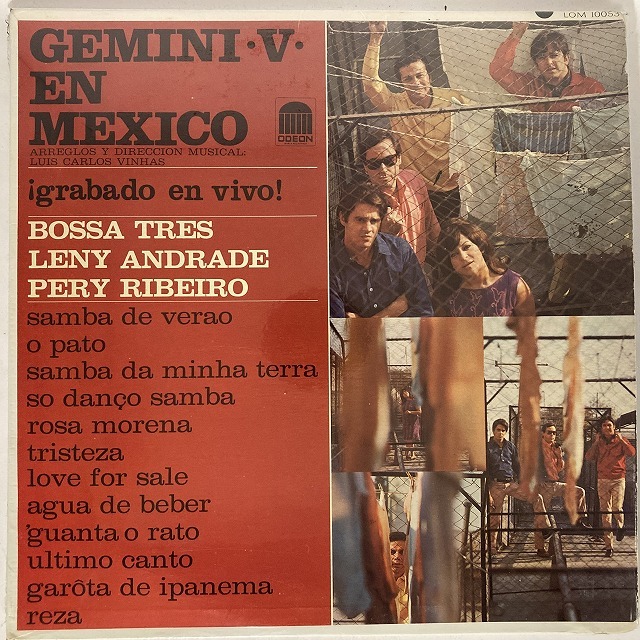 LOM 10053
GEMINI·V·
EN
MEXICO
ODEON
ARREGLOS Y DIRECCION MUSICAL:
LUIS CARLOS VINHAS
¡grabado en vivo!
BOSSA TRES
LENY ANDRADE
PERY RIBEIRO
samba de verao
o pato
samba da minha terra
so danço samba
rosa morena
tristeza
love for sale
agua de beber
'guanta o rato
ultimo canto
garôta de ipanema
reza